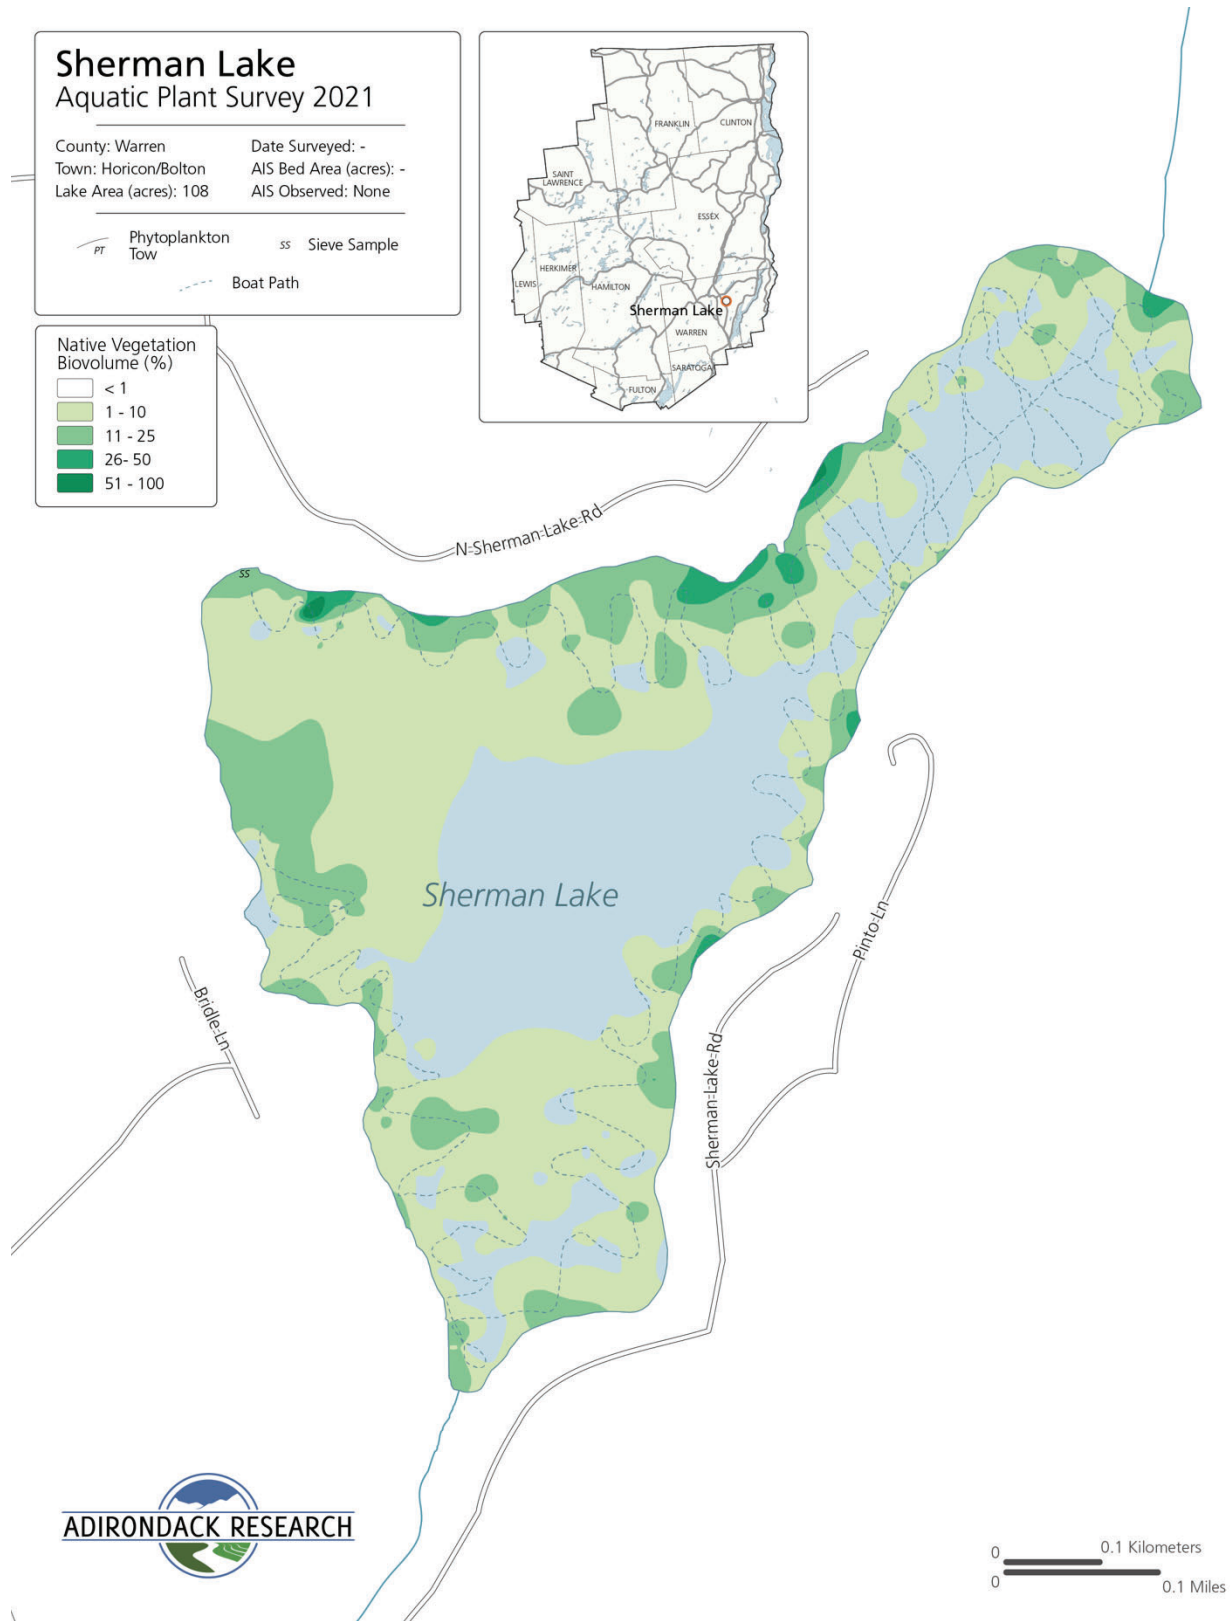 Sherman Lake
Aquatic Plant Survey 2021
County: Warren
Town: Horicon/Bolton
Lake Area (acres): 108
Date Surveyed: -
AIS Bed Area (acres): -
AIS Observed: None
PT
Phytoplankton
Tow
SS
Sieve Sample
Boat Path
Native Vegetation
Biovolume (%)
< 1
1 - 10
11 - 25
26- 50
51 - 100
FRANKLIN
CLINTON
SAINT
LAWRENCE
ESSEX
HERKIMER
LEWIS
HAMILTON
Sherman Lake
WARREN
SARATOGA
FULTON
N-Sherman-Lake-Rd
SS
Sherman Lake
Pinto-Ln
Bridle-Ln
Sherman-Lake-Rd
ADIRONDACK RESEARCH
0
0.1 Kilometers
0
0.1 Miles